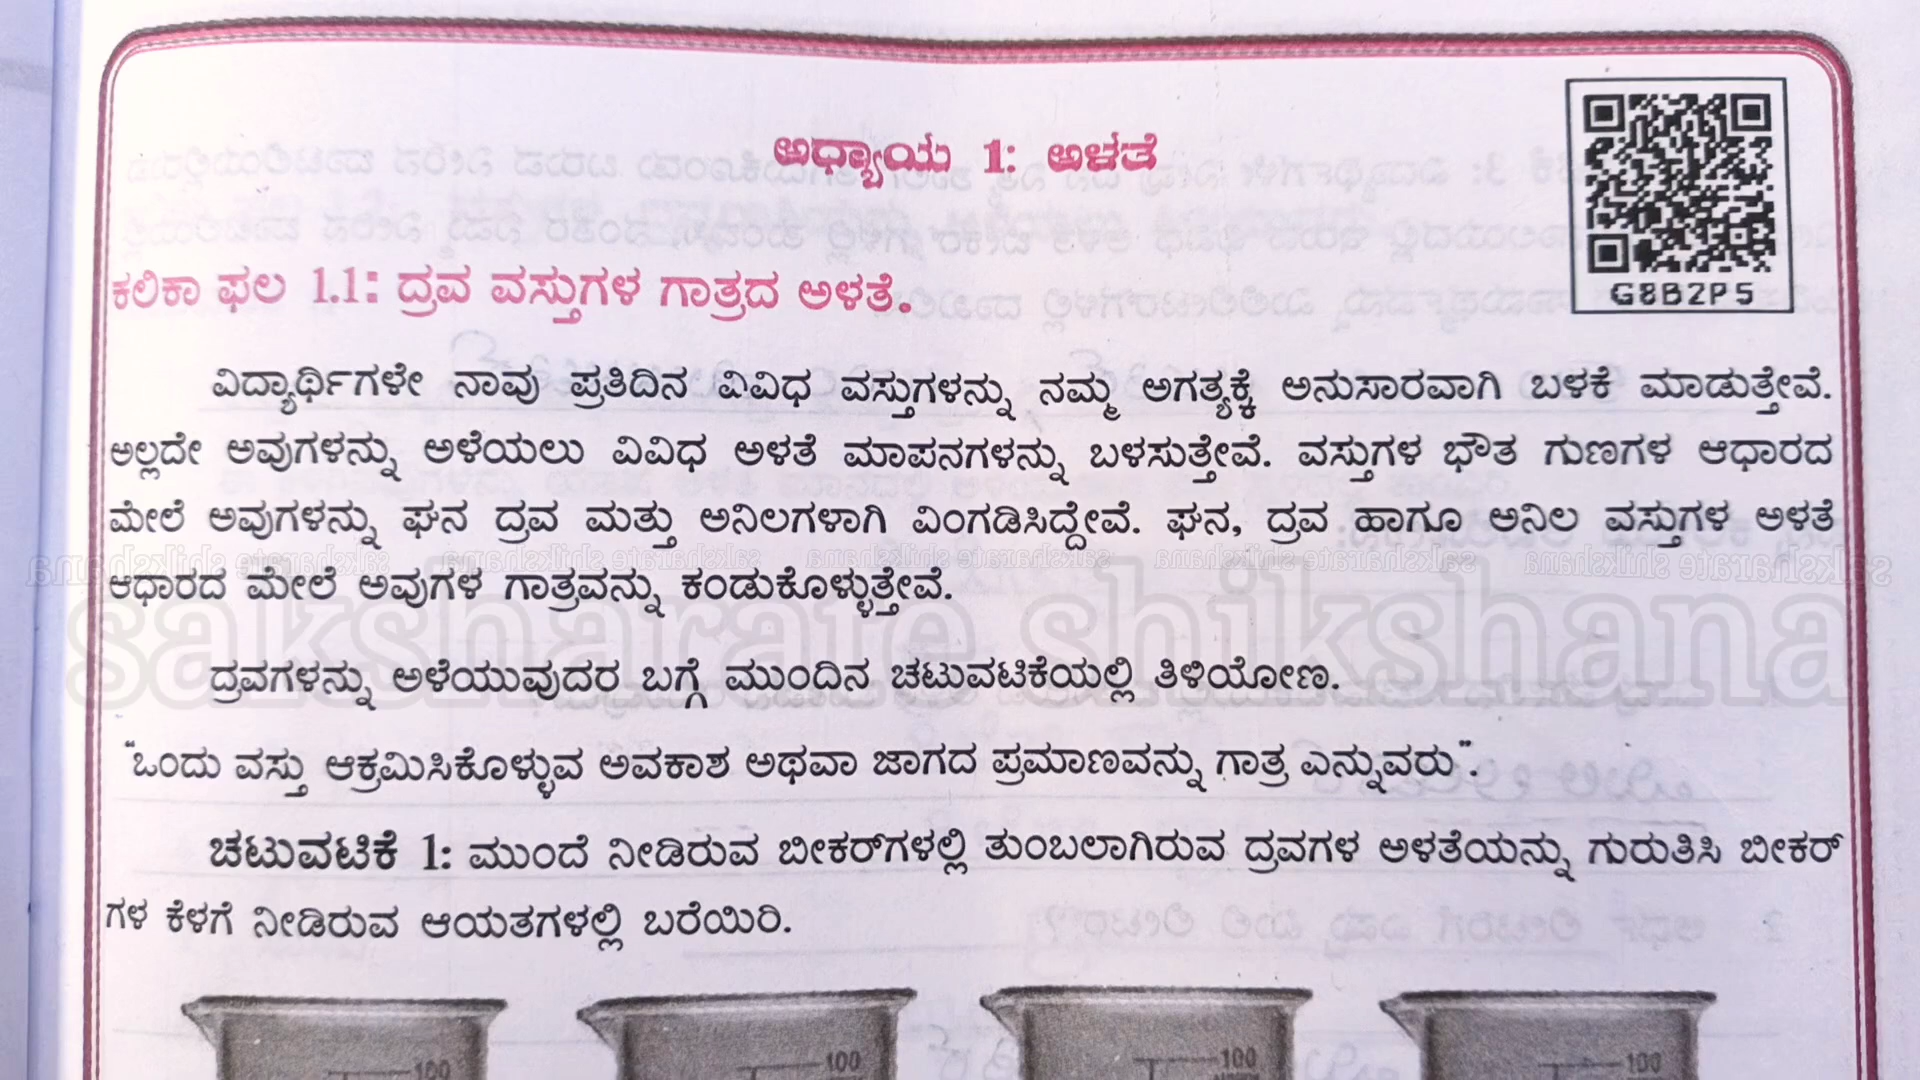 ಅಧ್ಯಾಯ 1: ಅಳತೆ
G8B2P5
ಕಲಿಕಾ ಫಲ 1.1: ದ್ರವ ವಸ್ತುಗಳ ಗಾತ್ರದ ಅಳತೆ.
ವಿದ್ಯಾರ್ಥಿಗಳೇ ನಾವು ಪ್ರತಿದಿನ ವಿವಿಧ ವಸ್ತುಗಳನ್ನು ನಮ್ಮ ಅಗತ್ಯಕ್ಕೆ ಅನುಸಾರವಾಗಿ ಬಳಕೆ ಮಾಡುತ್ತೇವೆ.
ಅಲ್ಲದೇ ಅವುಗಳನ್ನು ಅಳೆಯಲು ವಿವಿಧ ಅಳತೆ ಮಾಪನಗಳನ್ನು ಬಳಸುತ್ತೇವೆ. ವಸ್ತುಗಳ ಭೌತ ಗುಣಗಳ ಆಧಾರದ
ಮೇಲೆ ಅವುಗಳನ್ನು ಘನ ದ್ರವ ಮತ್ತು ಅನಿಲಗಳಾಗಿ ವಿಂಗಡಿಸಿದ್ದೇವೆ. ಘನ, ದ್ರವ ಹಾಗೂ ಅನಿಲ ವಸ್ತುಗಳ ಅಳತೆ
ಆಧಾರದ ಮೇಲೆ ಅವುಗಳ ಗಾತ್ರವನ್ನು ಕಂಡುಕೊಳ್ಳುತ್ತೇವೆ.
saksharate shikshana
ದ್ರವಗಳನ್ನು ಅಳೆಯುವುದರ ಬಗ್ಗೆ ಮುಂದಿನ ಚಟುವಟಿಕೆಯಲ್ಲಿ ತಿಳಿಯೋಣ.
"ಒಂದು ವಸ್ತು ಆಕ್ರಮಿಸಿಕೊಳ್ಳುವ ಅವಕಾಶ ಅಥವಾ ಜಾಗದ ಪ್ರಮಾಣವನ್ನು ಗಾತ್ರ ಎನ್ನುವರು".
ಚಟುವಟಿಕೆ 1: ಮುಂದೆ ನೀಡಿರುವ ಬೀಕರ್‌ಗಳಲ್ಲಿ ತುಂಬಲಾಗಿರುವ ದ್ರವಗಳ ಅಳತೆಯನ್ನು ಗುರುತಿಸಿ ಬೀಕರ್
ಗಳ ಕೆಳಗೆ ನೀಡಿರುವ ಆಯತಗಳಲ್ಲಿ ಬರೆಯಿರಿ.
100 100 100 100